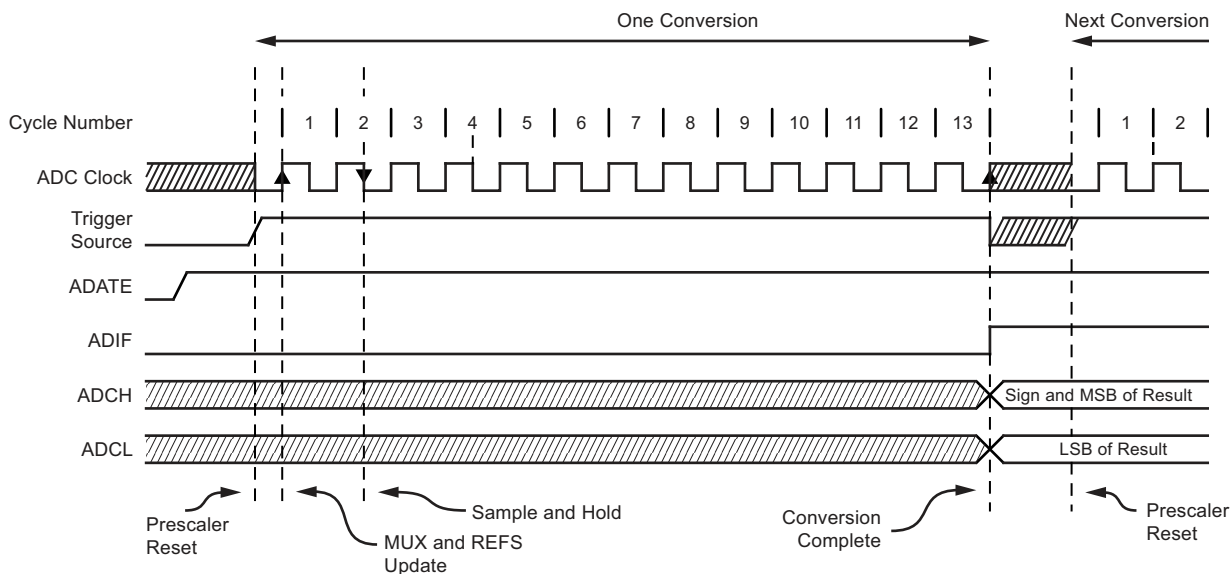 One Conversion
Next Conversion
Cycle Number
1 2 3 4 5 6 7 8 9 10 11 12 13 1 2
ADC Clock
Trigger
Source
ADATE
ADIF
ADCH
Sign and MSB of Result
ADCL
LSB of Result
Prescaler
Reset
MUX and REFS
Update
Sample and Hold
Conversion
Complete
Prescaler
Reset